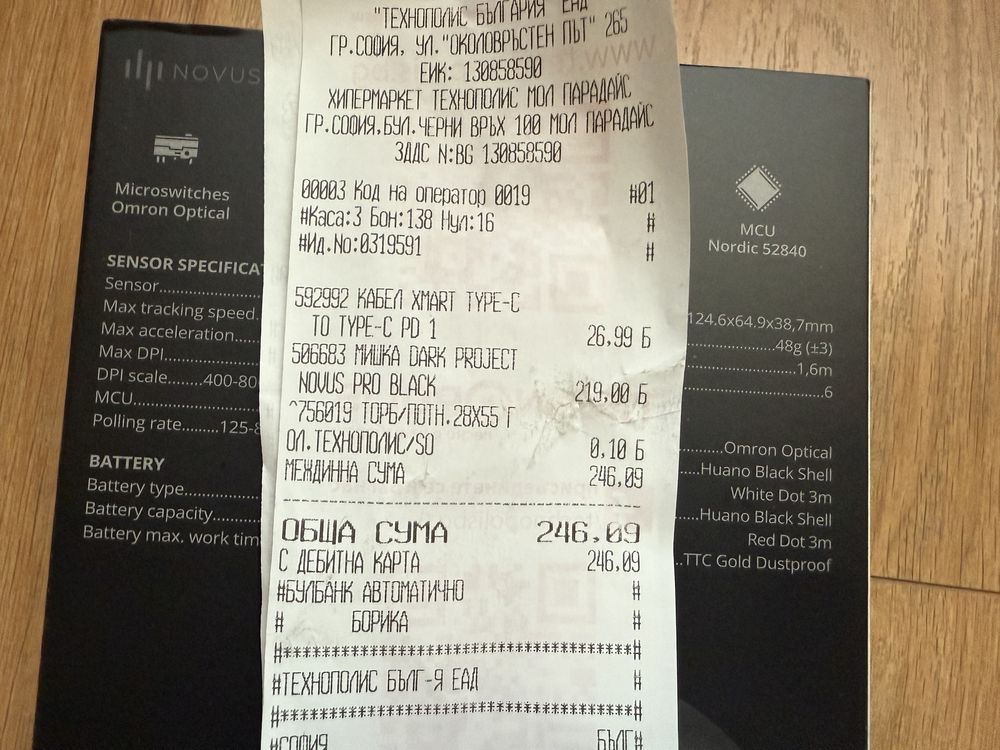 "ТЕХНОПОЛИС БЪЛГАРИЯ" ЕАД
ГР.СОФИЯ, УЛ."ОКОЛОВРЪСТЕН ПЪТ" 265
ЕИК: 130858590
ХИПЕРМАРКЕТ ТЕХНОПОЛИС МОЛ ПАРАДАЙС
ГР.СОФИЯ,БУЛ.ЧЕРНИ ВРЪХ 100 МОЛ ПАРАДАЙС
ЗДДС N:BG 130858590
00003 Код на оператор 0019 #01
#Каса:3 Бон:138 Нул:16 #
#Ид.No:0319591 #
592992 КАБЕЛ XMART TYPE-C
TO TYPE-C PD 1 26,99 Б
506683 МИШКА DARK PROJECT
NOVUS PRO BLACK 219,00 Б
^756019 ТОРБ/ПОТН.28X55 Г
ОЛ.ТЕХНОПОЛИС/SO 0,10 Б
МЕЖДИННА СУМА 246,09
ОБЩА СУМА 246,09
С ДЕБИТНА КАРТА 246,09
#БУЛБАНК АВТОМАТИЧНО #
# БОРИКА #
#************************************#
#ТЕХНОПОЛИС БЪЛГ-Я ЕАД #
#************************************#
#СОФИЯ БЪЛГ#
NOVUS
Microswitches
Omron Optical
SENSOR SPECIFICA
Sensor
Max tracking speed
Max acceleration
Max DPI
DPI scale........400-80
MCU
Polling rate.........125-8
BATTERY
Battery type
Battery capacity
Battery max. work tim
MCU
Nordic 52840
124.6x64.9x38,7mm
48g (±3)
1,6m
6
Omron Optical
Huano Black Shell
White Dot 3m
Huano Black Shell
Red Dot 3m
TTC Gold Dustproof